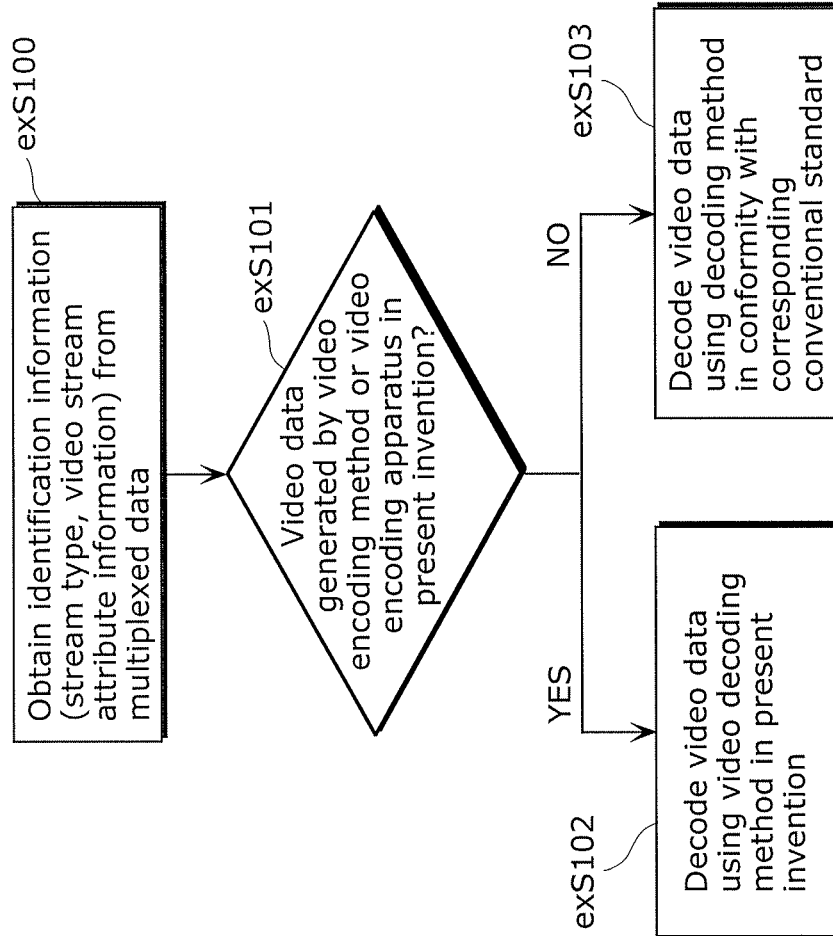 exS100
Obtain identification information
(stream type, video stream
attribute information) from
multiplexed data
exS101
Video data
generated by video
encoding method or video
encoding apparatus in
present invention?
YES
NO
exS102
Decode video data
using video decoding
method in present
invention
exS103
Decode video data
using decoding method
in conformity with
corresponding
conventional standard